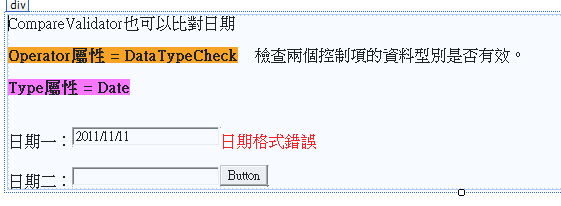 div
CompareValidator也可以比對日期
Operator屬性 = DataTypeCheck 檢查兩個控制項的資料型別是否有效。
Type屬性 = Date
日期一：2011/11/11 日期格式錯誤
日期二： Button